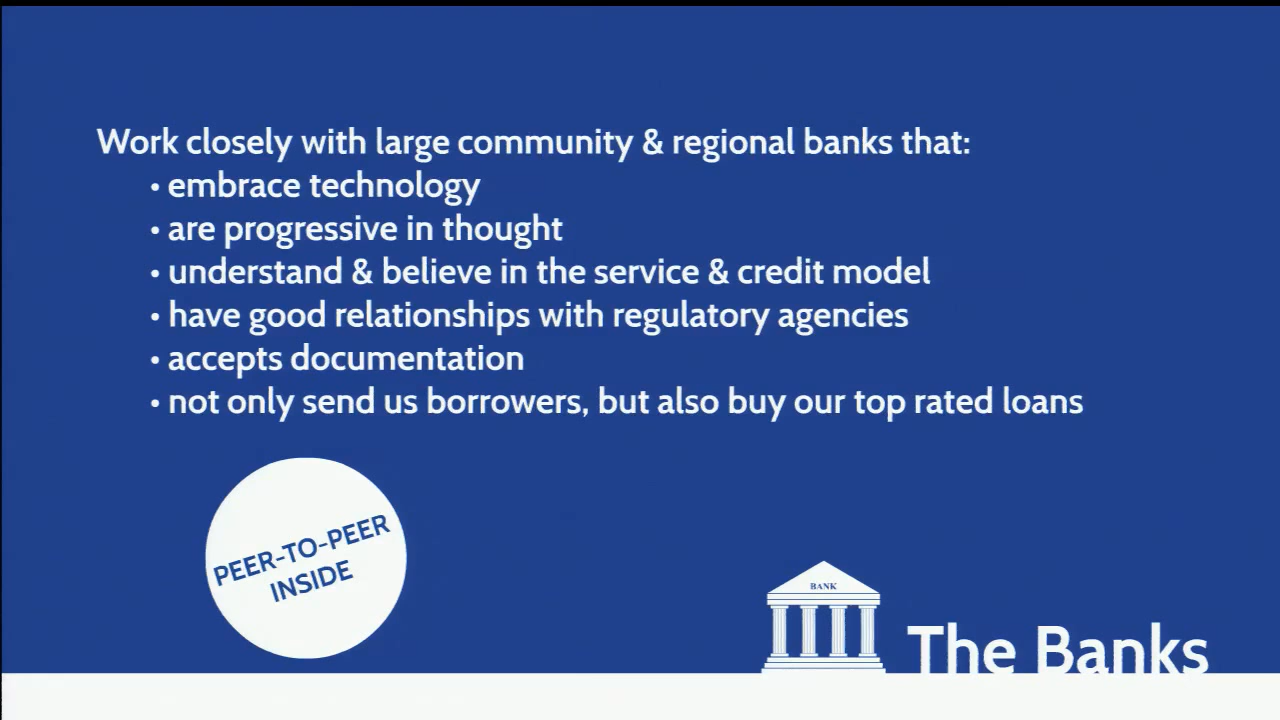 Work closely with large community & regional banks that:
• embrace technology
• are progressive in thought
• understand & believe in the service & credit model
• have good relationships with regulatory agencies
• accepts documentation
• not only send us borrowers, but also buy our top rated loans
PEER-TO-PEER
INSIDE
BANK
The Banks